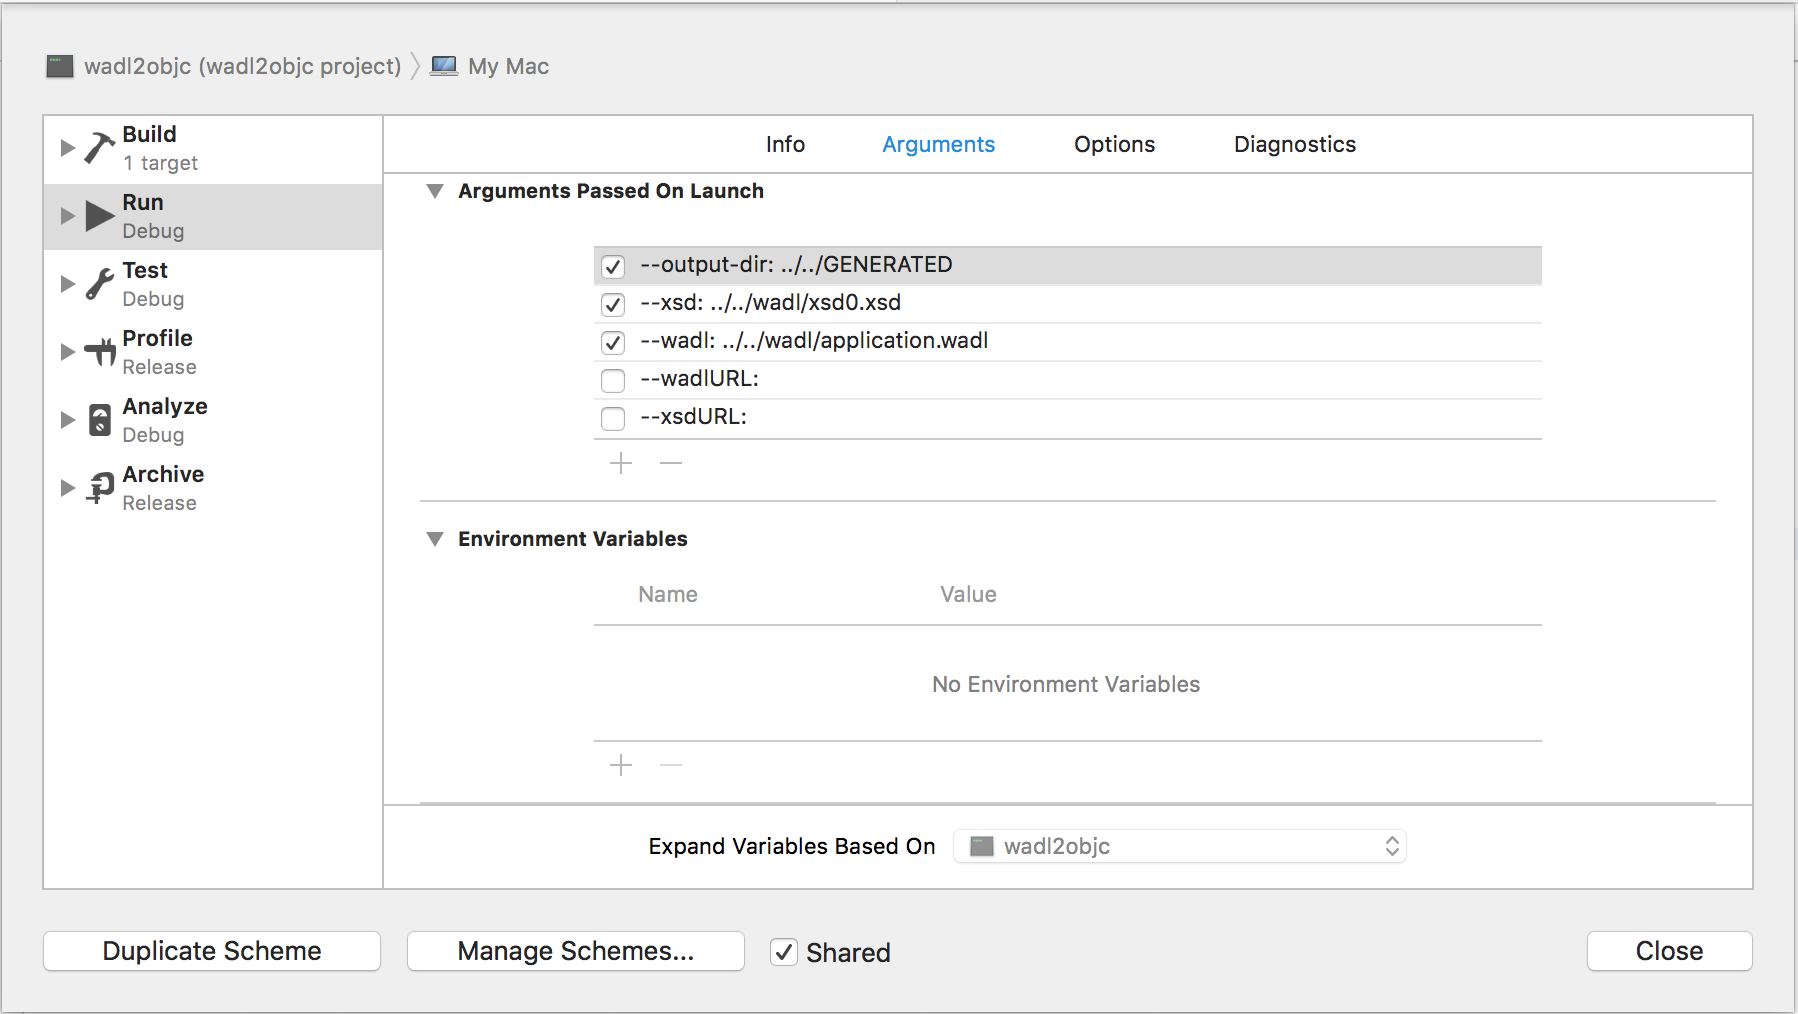 wadl2objc (wadl2objc project) My Mac
Build
1 target
Run
Debug
Test
Debug
Profile
Release
Analyze
Debug
Archive
Release
Info Arguments Options Diagnostics
Arguments Passed On Launch
--output-dir: ../../GENERATED
--xsd: ../../wadl/xsd0.xsd
--wadl: ../../wadl/application.wadl
--wadlURL:
--xsdURL:
Environment Variables
Name Value
No Environment Variables
Expand Variables Based On wadl2objc
Duplicate Scheme Manage Schemes... Shared Close